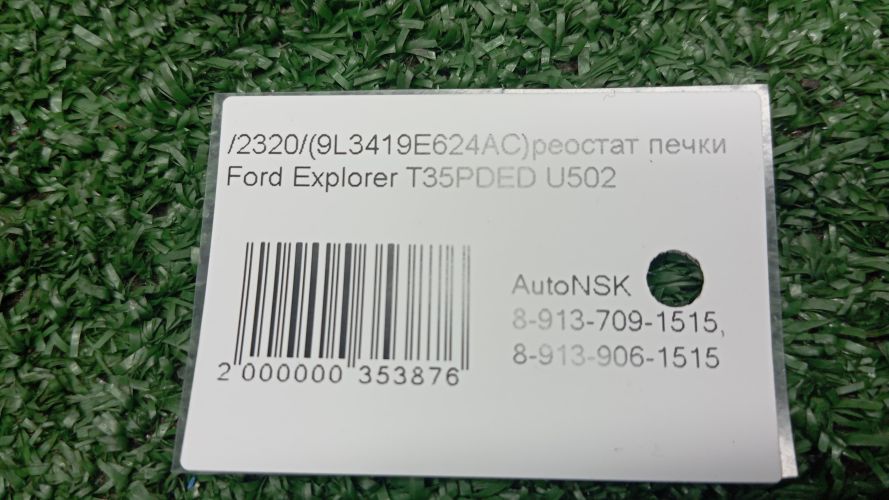 /2320/(9L3419E624AC)реостат печки
Ford Explorer T35PDED U502
AutoNSK
8-913-709-1515,
8-913-906-1515
2 000000 353876